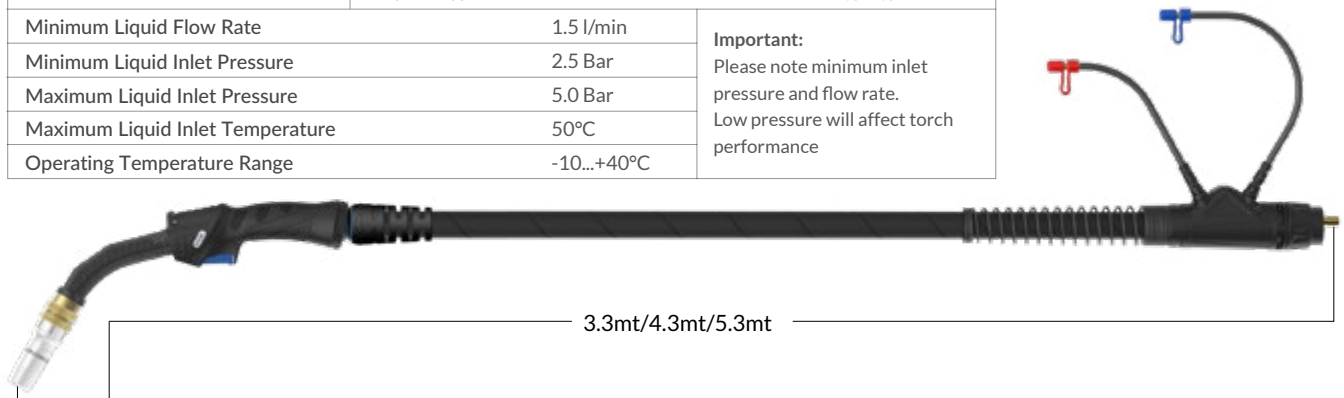 Minimum Liquid Flow Rate 1.5 l/min
Minimum Liquid Inlet Pressure 2.5 Bar
Maximum Liquid Inlet Pressure 5.0 Bar
Maximum Liquid Inlet Temperature 50°C
Operating Temperature Range -10...+40°C
Important:
Please note minimum inlet
pressure and flow rate.
Low pressure will affect torch
performance
3.3mt/4.3mt/5.3mt